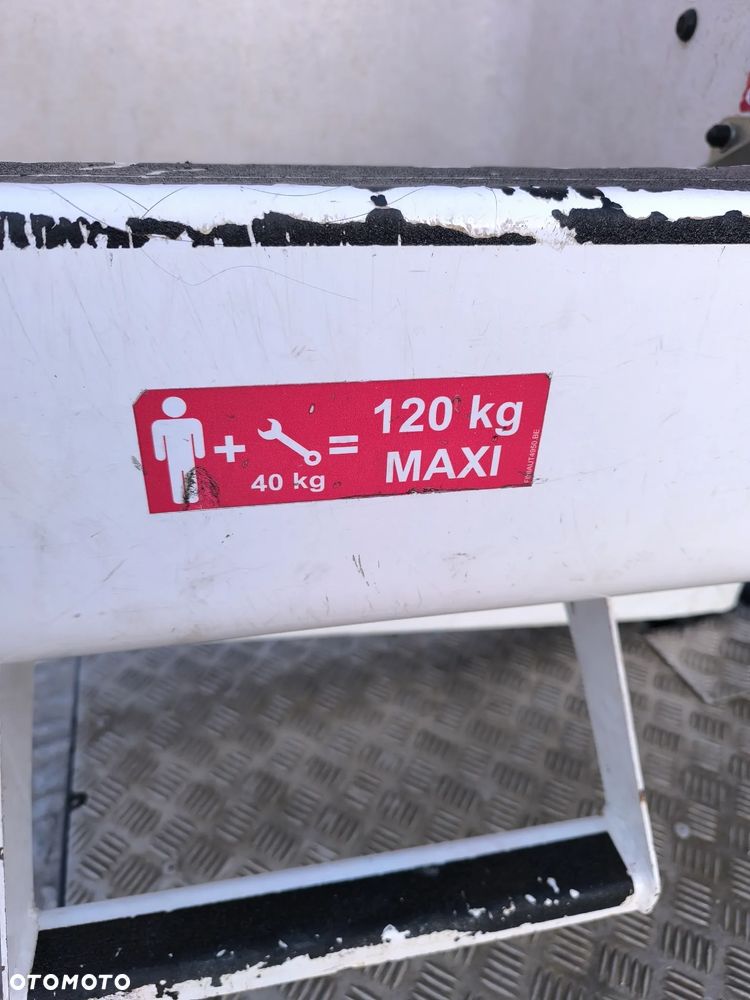 120 kg
+ 40 kg =
MAXI
OTOMOTO